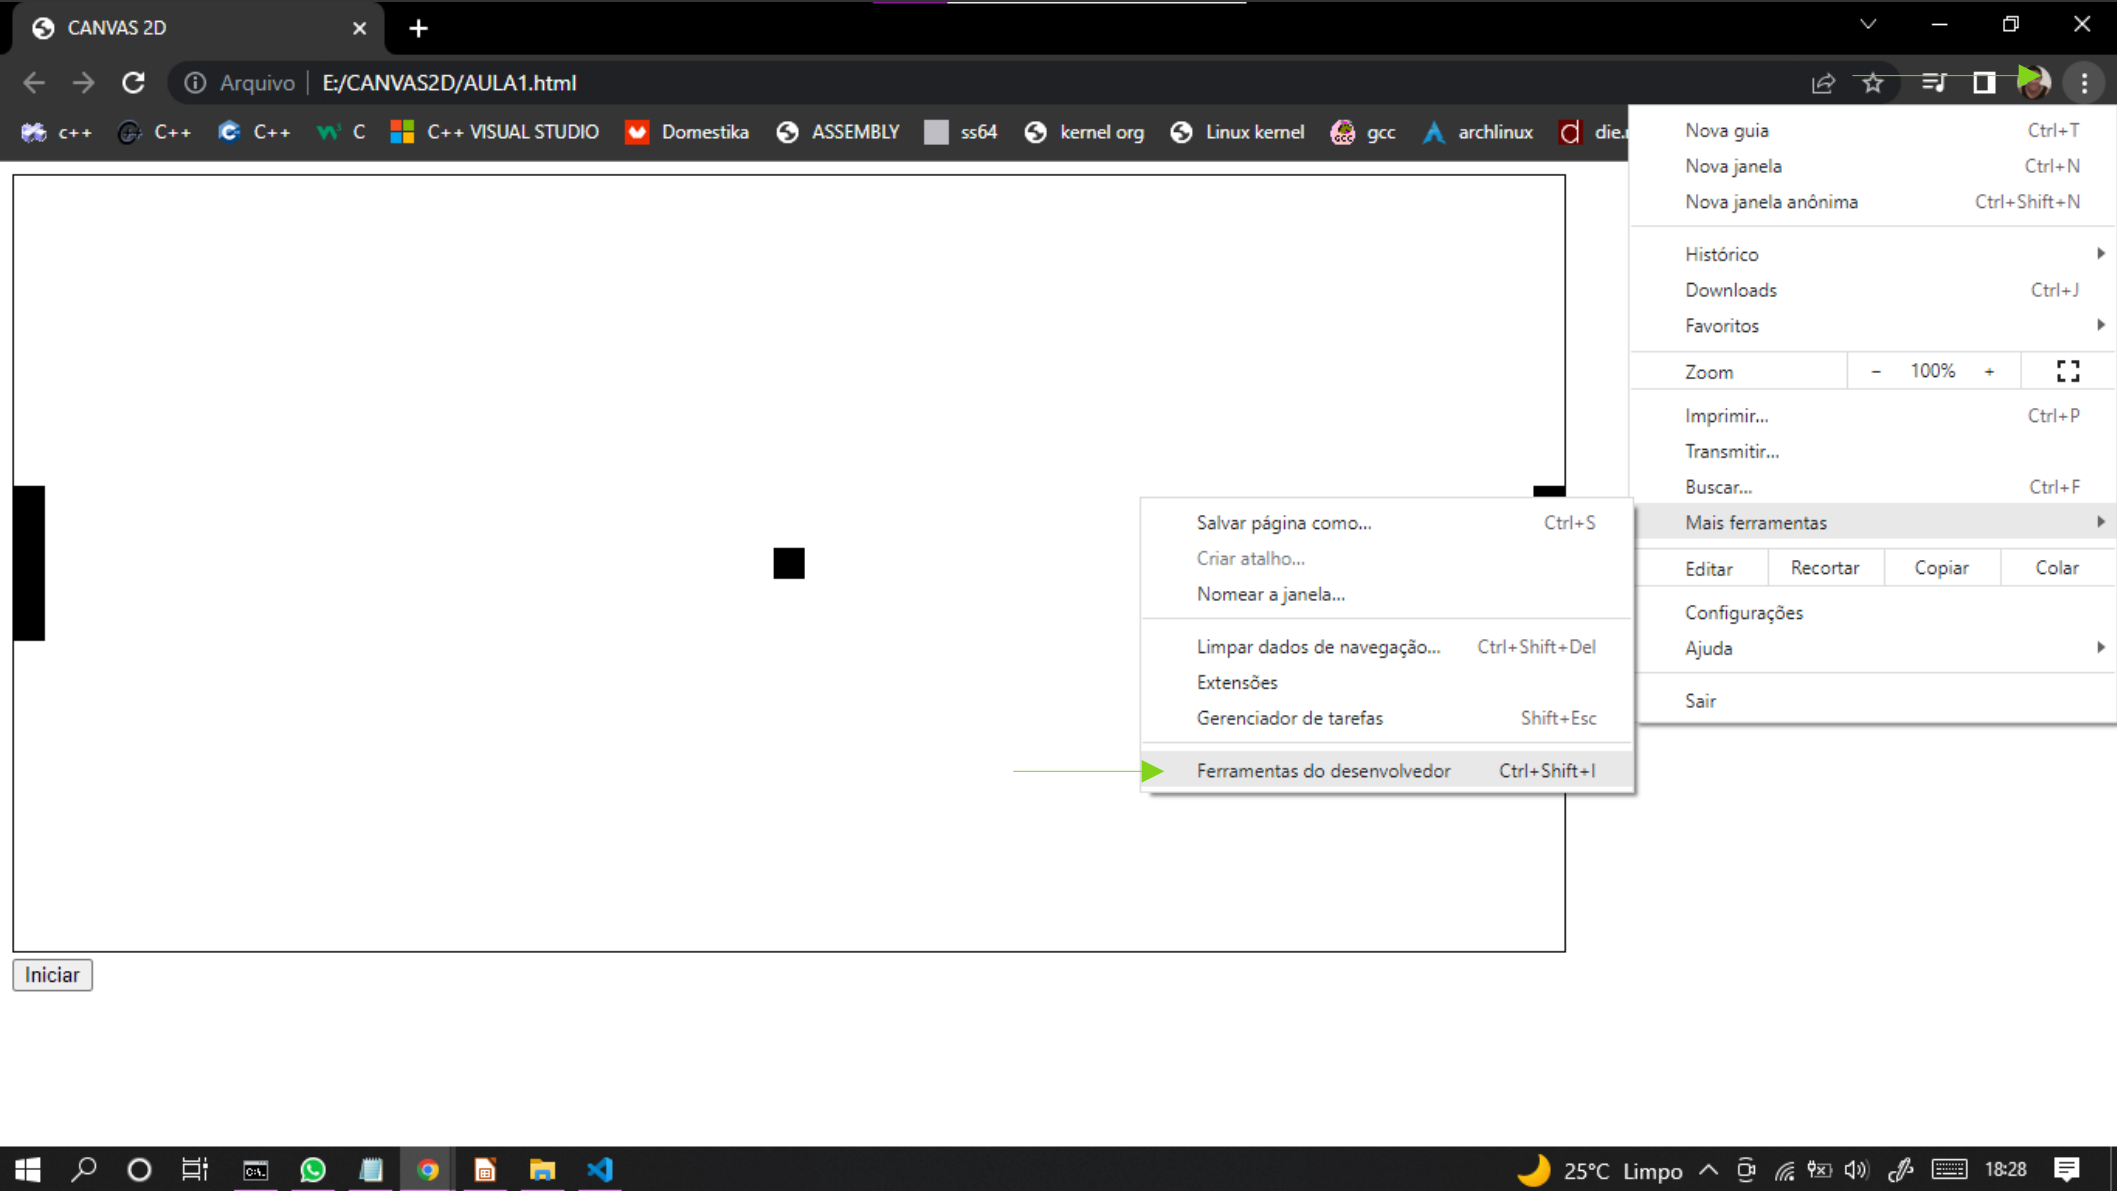 CANVAS 2D
Arquivo E:/CANVAS2D/AULA1.html
c++ C++ C++ C C++ VISUAL STUDIO Domestika ASSEMBLY ss64 kernel org Linux kernel gcc archlinux
Nova guia Ctrl+T
Nova janela Ctrl+N
Nova janela anônima Ctrl+Shift+N
Histórico
Downloads Ctrl+J
Favoritos
Zoom - 100% +
Imprimir... Ctrl+P
Transmitir...
Buscar... Ctrl+F
Mais ferramentas
Editar Recortar Copiar Colar
Configurações
Ajuda
Sair
Salvar página como... Ctrl+S
Criar atalho...
Nomear a janela...
Limpar dados de navegação... Ctrl+Shift+Del
Extensões
Gerenciador de tarefas Shift+Esc
Ferramentas do desenvolvedor Ctrl+Shift+I
Iniciar
25°C Limpo 18:28